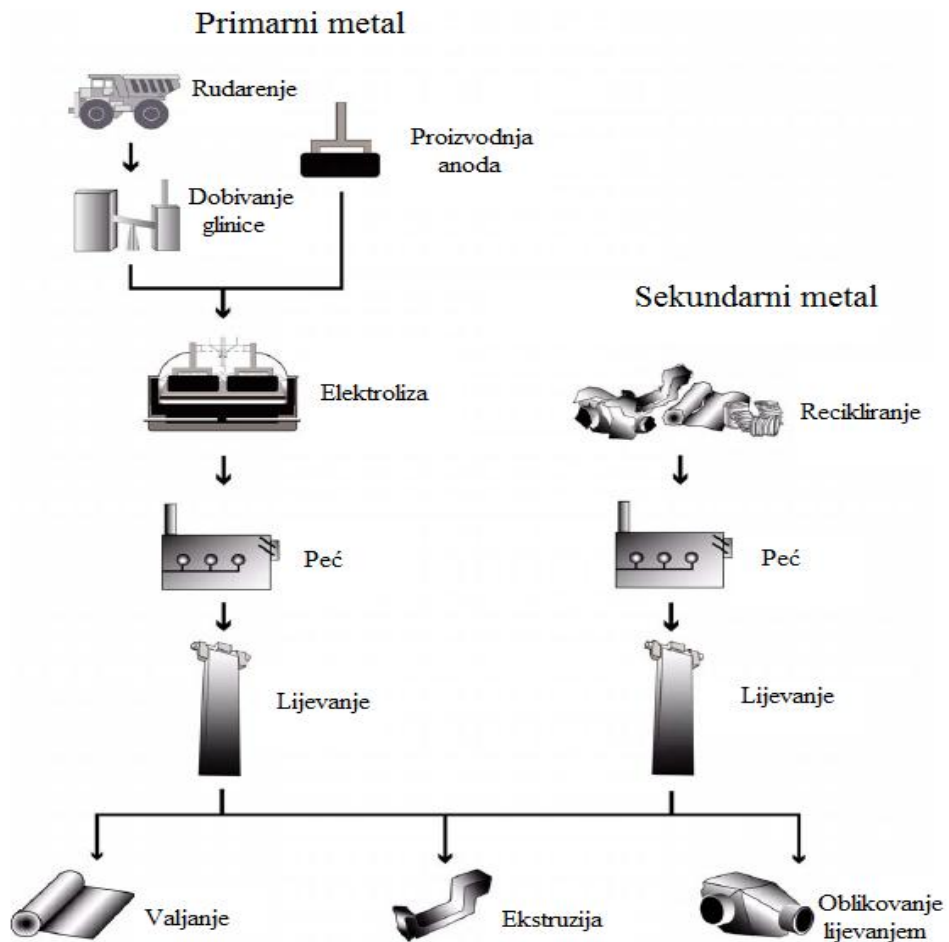 Primarni metal
Rudarenje
Proizvodnja
anoda
Dobivanje
glinice
Sekundarni metal
Elektroliza
Recikliranje
Peć
Peć
Lijevanje
Lijevanje
Valjanje
Ekstruzija
Oblikovanje
lijevanjem